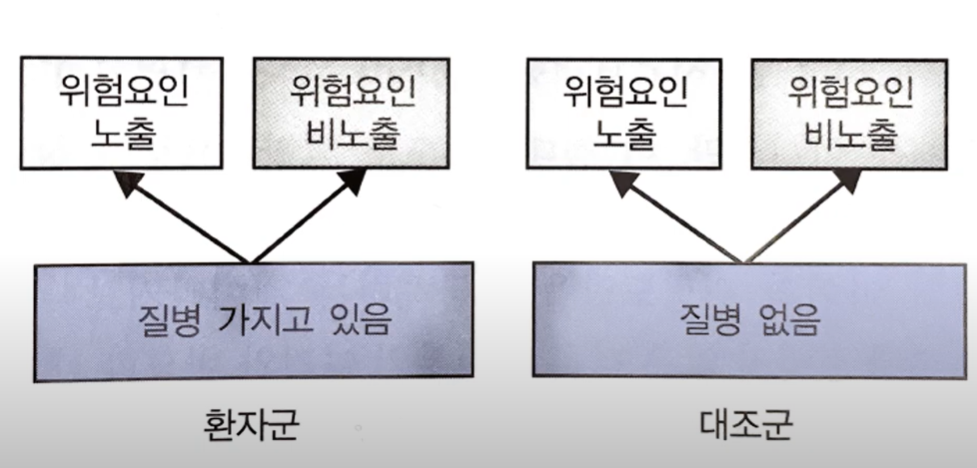 위험요인
노출
위험요인
비노출
위험요인
노출
위험요인
비노출
질병 가지고 있음
질병 없음
환자군
대조군